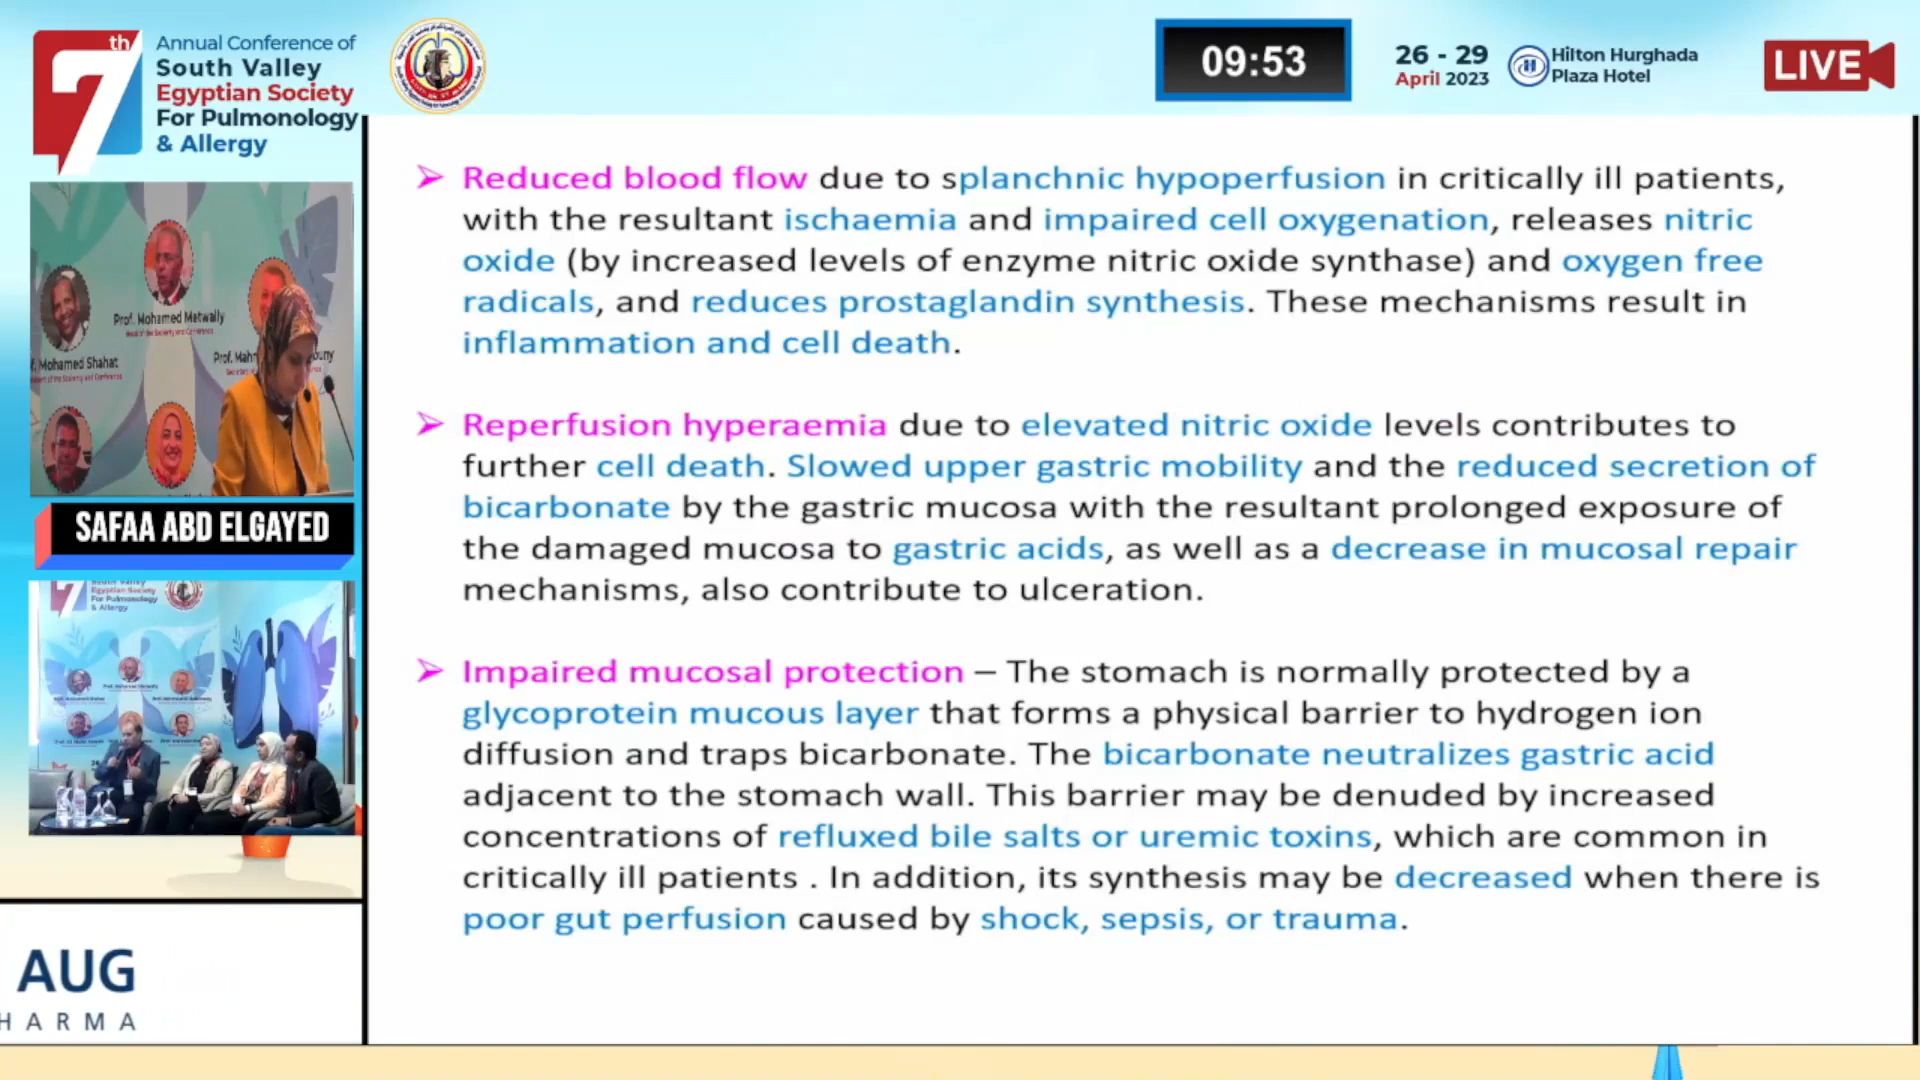 7th
Annual Conference of
South Valley
Egyptian Society
For Pulmonology
& Allergy
09:53
26 - 29
April 2023
Hilton Hurghada
Plaza Hotel
LIVE
Prof. Mohamed Metwally
Mohamed Shahat
Prof.
SAFAA ABD ELGAYED
7
South Valley
Egyptian Society
For Pulmonology
& Allergy
AUG
HARMA
➢ Reduced blood flow due to splanchnic hypoperfusion in critically ill patients,
with the resultant ischaemia and impaired cell oxygenation, releases nitric
oxide (by increased levels of enzyme nitric oxide synthase) and oxygen free
radicals, and reduces prostaglandin synthesis. These mechanisms result in
inflammation and cell death.
➢ Reperfusion hyperaemia due to elevated nitric oxide levels contributes to
further cell death. Slowed upper gastric mobility and the reduced secretion of
bicarbonate by the gastric mucosa with the resultant prolonged exposure of
the damaged mucosa to gastric acids, as well as a decrease in mucosal repair
mechanisms, also contribute to ulceration.
➢ Impaired mucosal protection – The stomach is normally protected by a
glycoprotein mucous layer that forms a physical barrier to hydrogen ion
diffusion and traps bicarbonate. The bicarbonate neutralizes gastric acid
adjacent to the stomach wall. This barrier may be denuded by increased
concentrations of refluxed bile salts or uremic toxins, which are common in
critically ill patients . In addition, its synthesis may be decreased when there is
poor gut perfusion caused by shock, sepsis, or trauma.